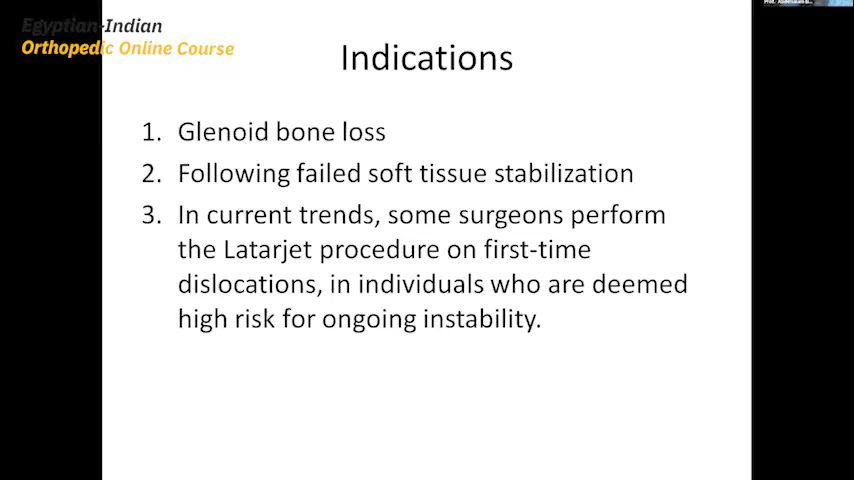 Egyptian-Indian
Orthopedic Online Course
Indications
1. Glenoid bone loss
2. Following failed soft tissue stabilization
3. In current trends, some surgeons perform
the Latarjet procedure on first-time
dislocations, in individuals who are deemed
high risk for ongoing instability.